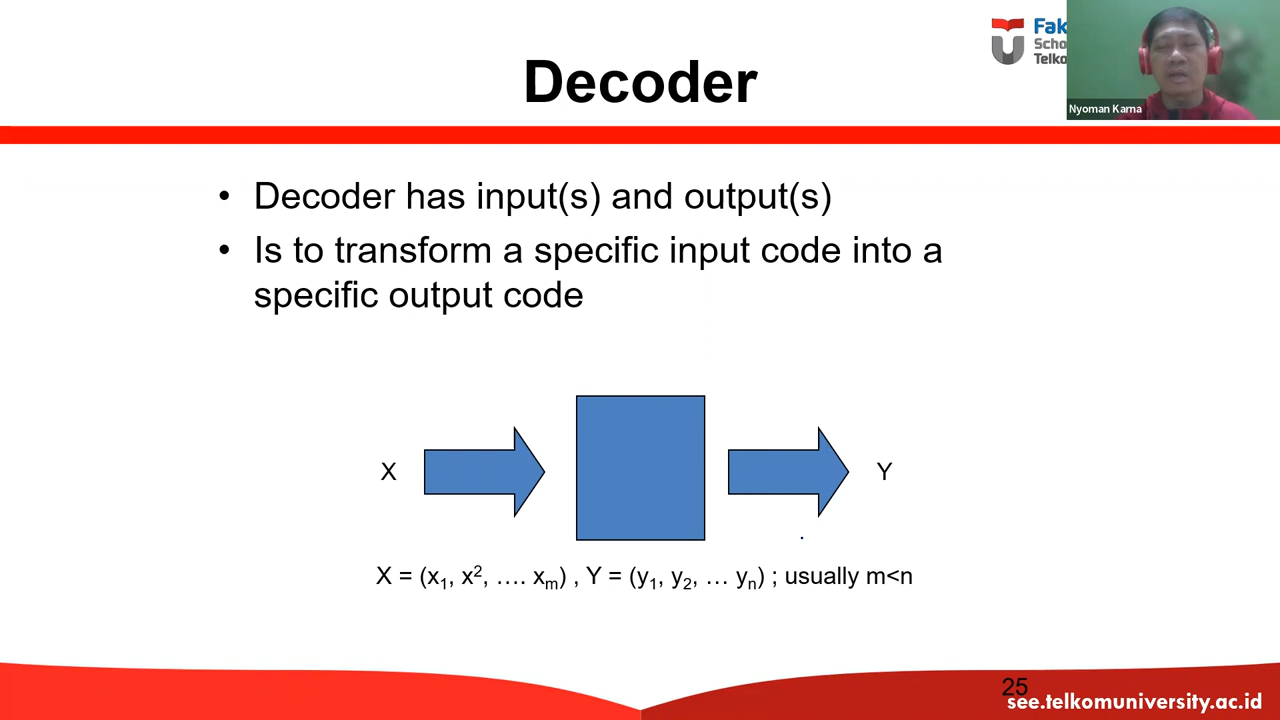 Fak
Scho
Telko
Nyoman Karna
Decoder
• Decoder has input(s) and output(s)
• Is to transform a specific input code into a
specific output code
X
Y
.
X = (x₁, x², …. xₘ) , Y = (y₁, y₂, … yₙ) ; usually m<n
25
see.telkomuniversity.ac.id